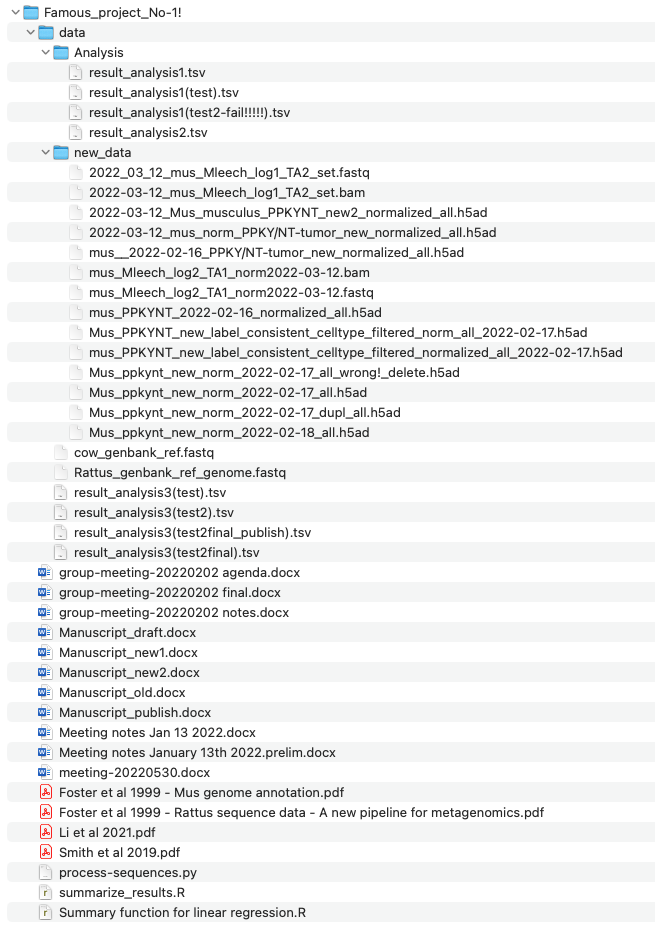 Famous_project_No-1!
data
Analysis
result_analysis1.tsv
result_analysis1(test).tsv
result_analysis1(test2-fail!!!!!).tsv
result_analysis2.tsv
new_data
2022_03_12_mus_Mleech_log1_TA2_set.fastq
2022-03-12_mus_Mleech_log1_TA2_set.bam
2022-03-12_Mus_musculus_PPKYNT_new2_normalized_all.h5ad
2022-03-12_mus_norm_PPKY/NT-tumor_new_normalized_all.h5ad
mus__2022-02-16_PPKY/NT-tumor_new_normalized_all.h5ad
mus_Mleech_log2_TA1_norm2022-03-12.bam
mus_Mleech_log2_TA1_norm2022-03-12.fastq
mus_PPKYNT_2022-02-16_normalized_all.h5ad
Mus_PPKYNT_new_label_consistent_celltype_filtered_norm_all_2022-02-17.h5ad
mus_PPKYNT_new_label_consistent_celltype_filtered_normalized_all_2022-02-17.h5ad
Mus_ppkynt_new_norm_2022-02-17_all_wrong!_delete.h5ad
Mus_ppkynt_new_norm_2022-02-17_all.h5ad
Mus_ppkynt_new_norm_2022-02-17_dupl_all.h5ad
Mus_ppkynt_new_norm_2022-02-18_all.h5ad
cow_genbank_ref.fastq
Rattus_genbank_ref_genome.fastq
result_analysis3(test).tsv
result_analysis3(test2).tsv
result_analysis3(test2final_publish).tsv
result_analysis3(test2final).tsv
group-meeting-20220202 agenda.docx
group-meeting-20220202 final.docx
group-meeting-20220202 notes.docx
Manuscript_draft.docx
Manuscript_new1.docx
Manuscript_new2.docx
Manuscript_old.docx
Manuscript_publish.docx
Meeting notes Jan 13 2022.docx
Meeting notes January 13th 2022.prelim.docx
meeting-20220530.docx
Foster et al 1999 - Mus genome annotation.pdf
Foster et al 1999 - Rattus sequence data - A new pipeline for metagenomics.pdf
Li et al 2021.pdf
Smith et al 2019.pdf
process-sequences.py
summarize_results.R
Summary function for linear regression.R